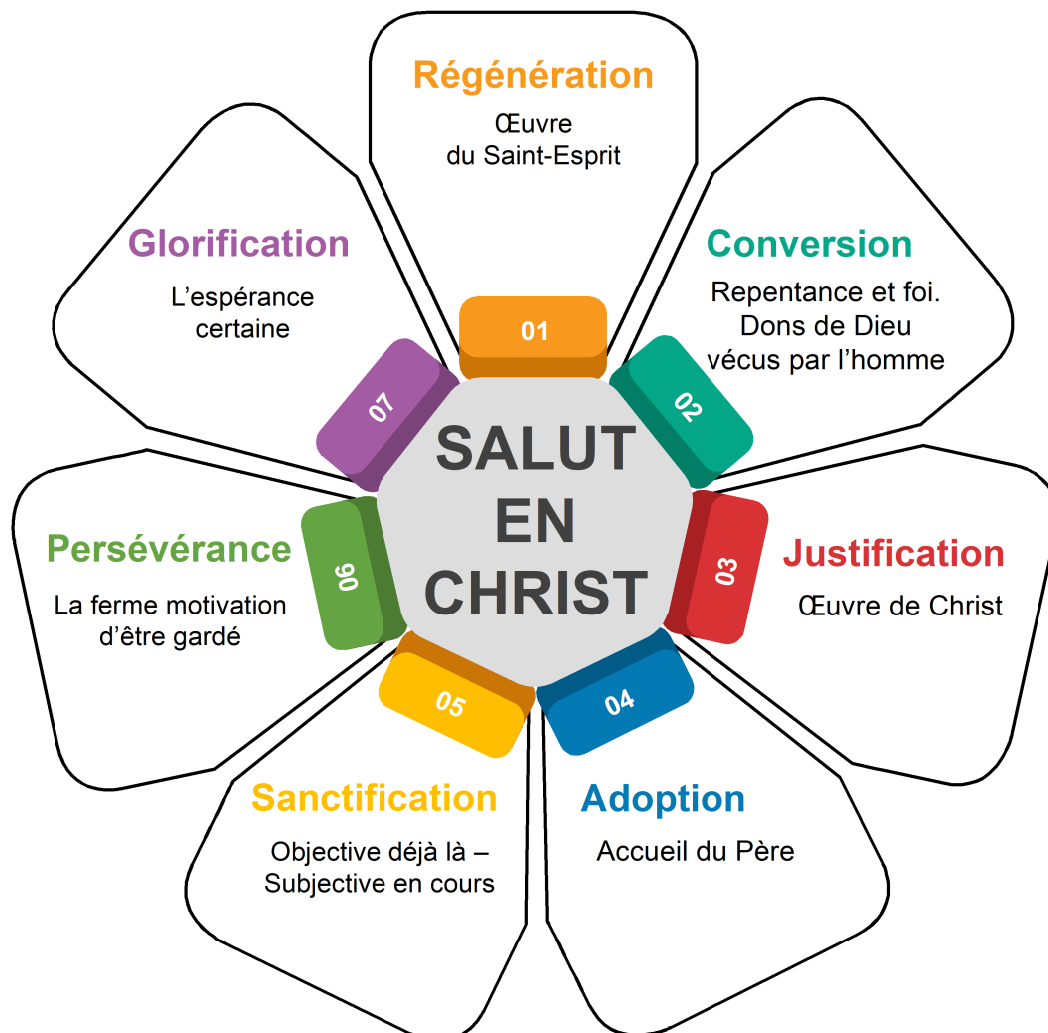 Régénération
Œuvre
du Saint-Esprit
01
Conversion
Repentance et foi.
Dons de Dieu
vécus par l’homme
02
Justification
Œuvre de Christ
03
Adoption
Accueil du Père
04
Sanctification
Objective déjà là –
Subjective en cours
05
Persévérance
La ferme motivation
d’être gardé
06
Glorification
L’espérance
certaine
07
SALUT
EN
CHRIST